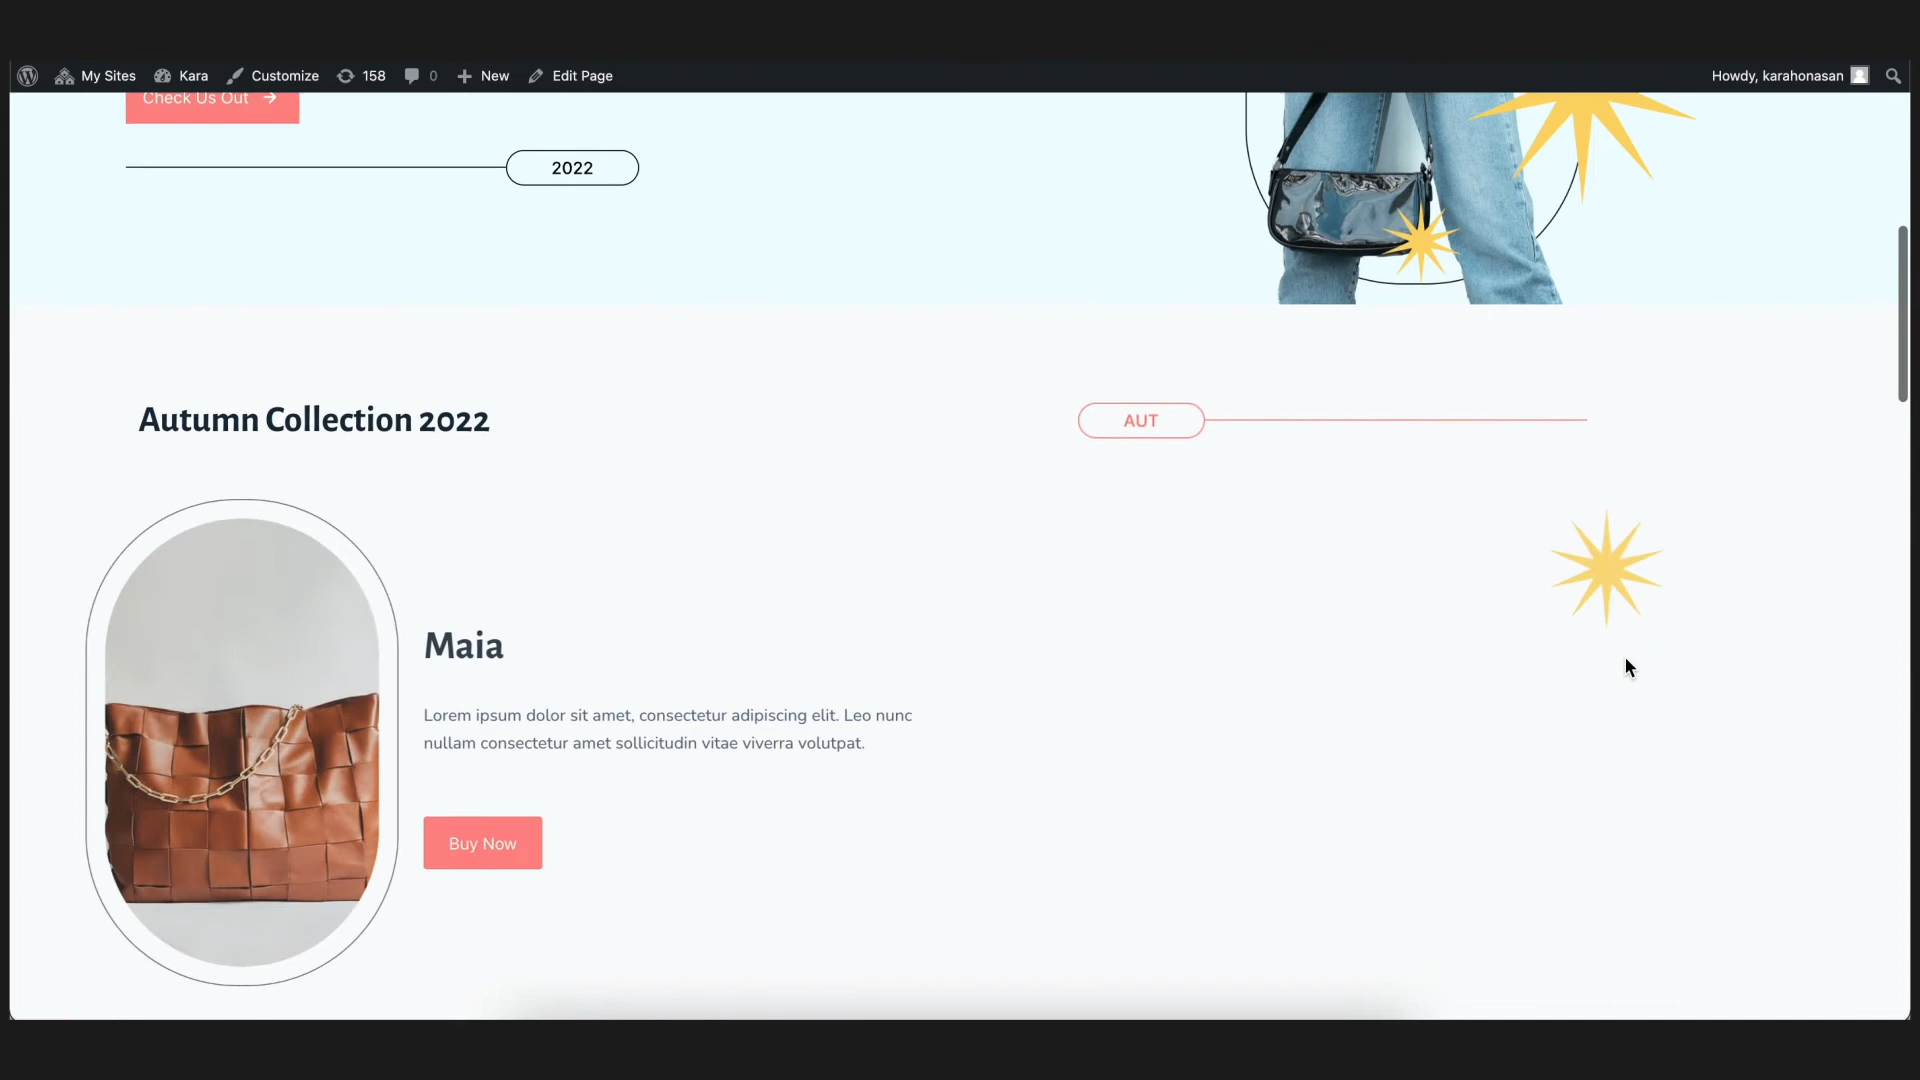 My Sites Kara Customize 158 0 New Edit Page Howdy, karahonasan
Check Us Out
2022
Autumn Collection 2022
AUT
Maia
Lorem ipsum dolor sit amet, consectetur adipiscing elit. Leo nunc
nullam consectetur amet sollicitudin vitae viverra volutpat.
Buy Now